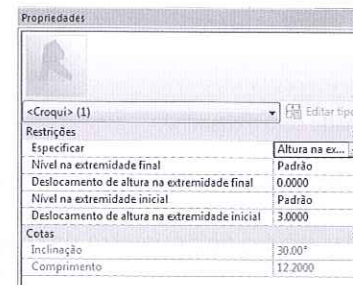 Propriedades
<Croqui> (1)
Editar tipo
Restrições
Especificar Altura na ex...
Nível na extremidade final Padrão
Deslocamento de altura na extremidade final 0.0000
Nível na extremidade inicial Padrão
Deslocamento de altura na extremidade inicial 3.0000
Cotas
Inclinação 30.00°
Comprimento 12.2000